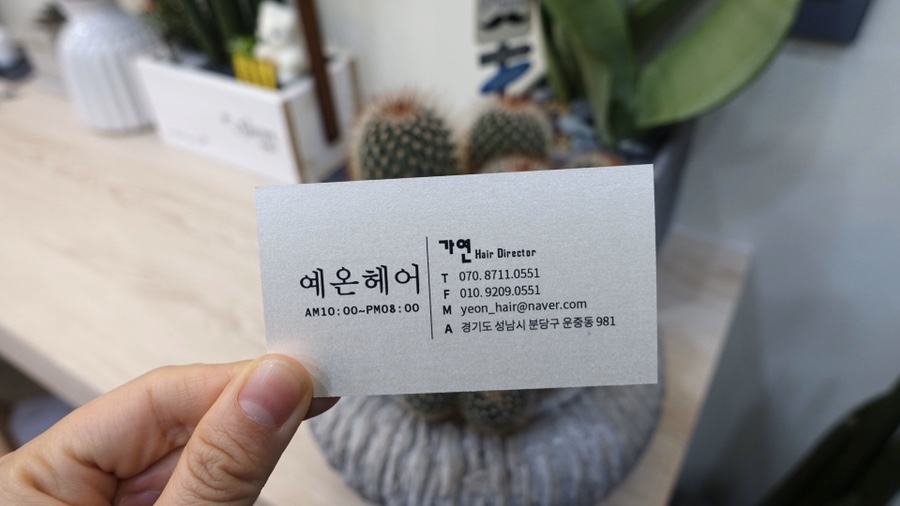 예온헤어
AM10:00~PM08:00
가연 Hair Director
T 070. 8711.0551
F 010. 9209.0551
M yeon_hair@naver.com
A 경기도 성남시 분당구 운중동 981